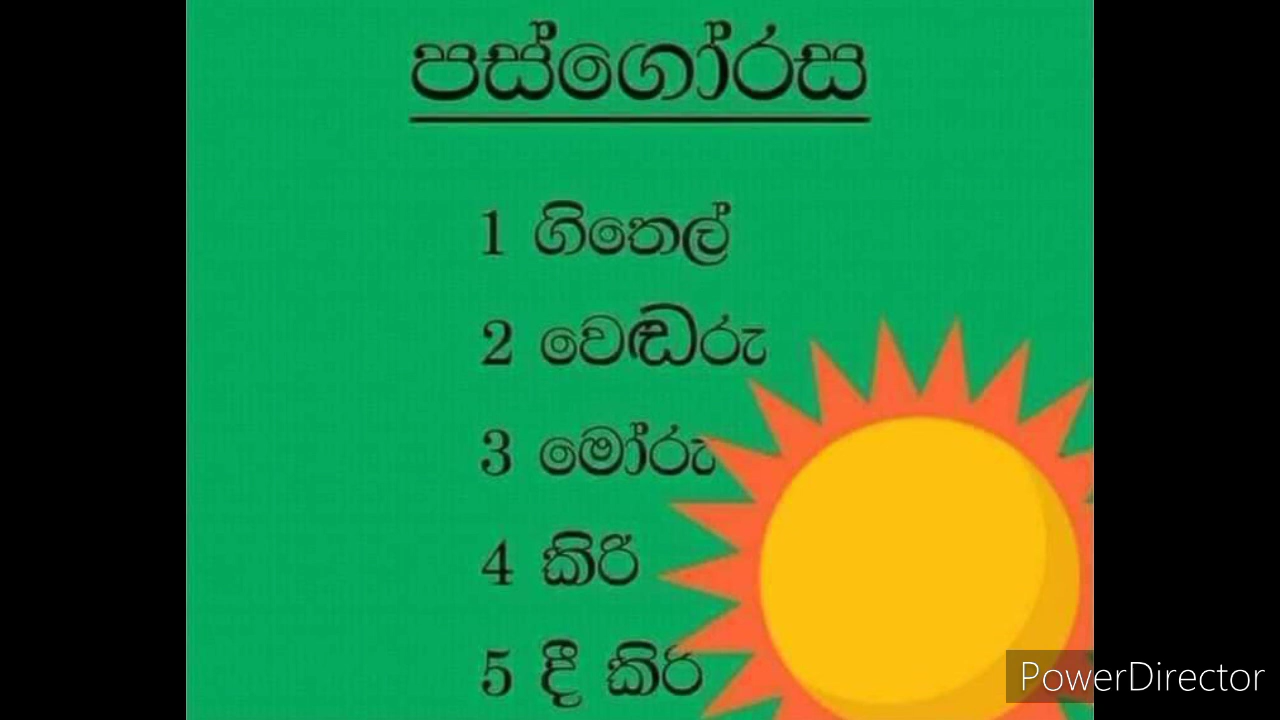 පස්ගෝරස
1 ගිතෙල්
2 වෙඬරු
3 මෝරු
4 කිරි
5 දී කිරි
PowerDirector